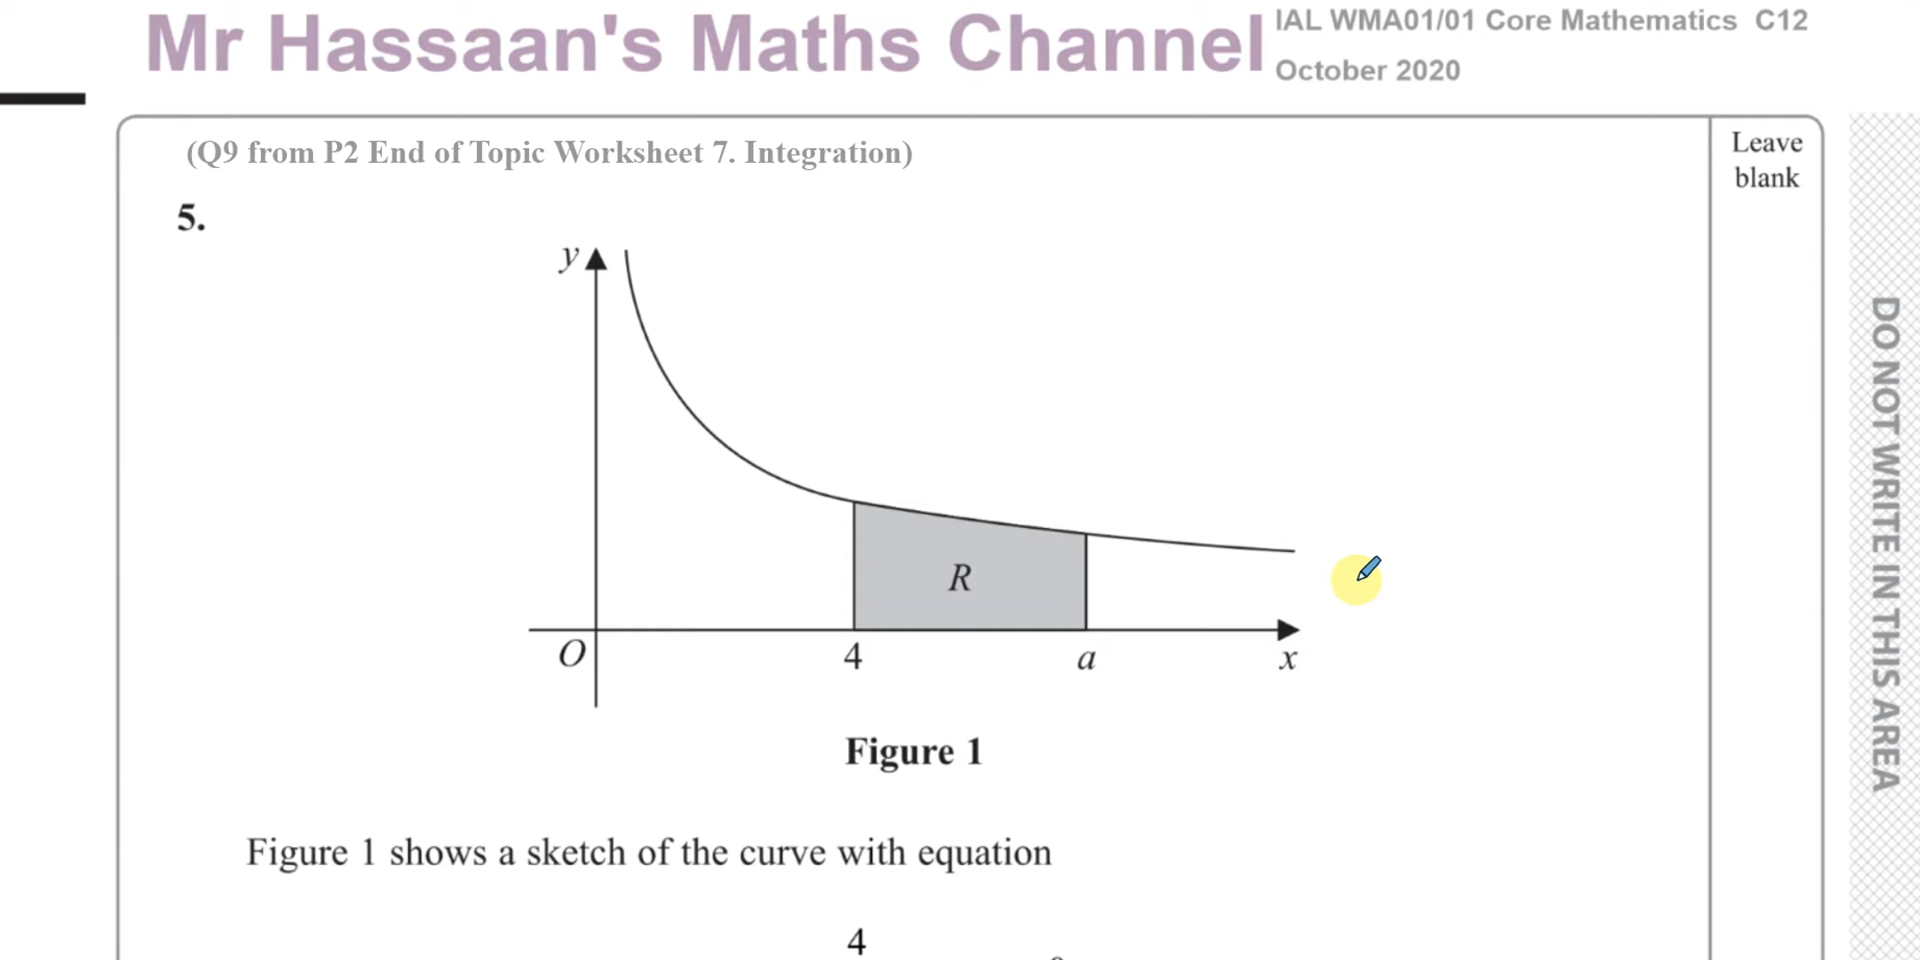 Mr Hassaan's Maths Channel
IAL WMA01/01 Core Mathematics C12
October 2020
(Q9 from P2 End of Topic Worksheet 7. Integration)
Leave
blank
5.
y
R
O
4
a
x
Figure 1
Figure 1 shows a sketch of the curve with equation
4
DO NOT WRITE IN THIS AREA